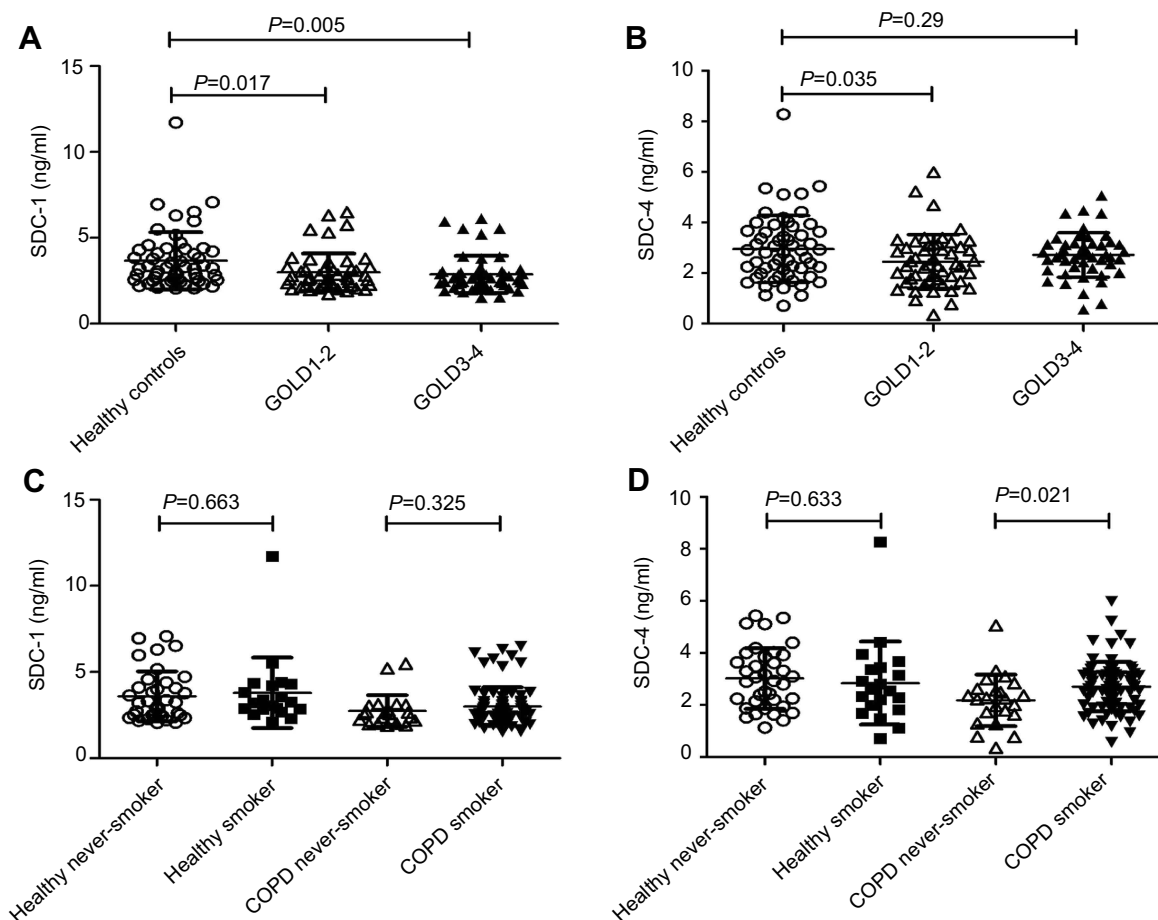 A
P=0.005
P=0.017
15
10
5
0
SDC-1 (ng/ml)
Healthy controls
GOLD1-2
GOLD3-4
B
P=0.29
P=0.035
10
8
6
4
2
0
SDC-4 (ng/ml)
Healthy controls
GOLD1-2
GOLD3-4
C
P=0.663
P=0.325
15
10
5
0
SDC-1 (ng/ml)
Healthy never-smoker
Healthy smoker
COPD never-smoker
COPD smoker
D
P=0.633
P=0.021
10
8
6
4
2
0
SDC-4 (ng/ml)
Healthy never-smoker
Healthy smoker
COPD never-smoker
COPD smoker